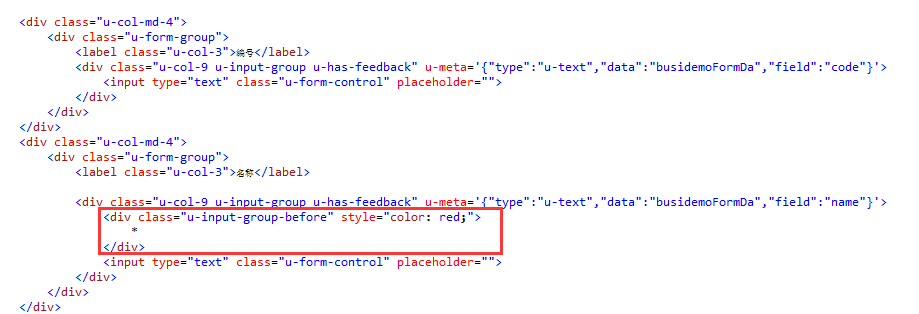 <div class="u-col-md-4">
<div class="u-form-group">
<label class="u-col-3">编号</label>
<div class="u-col-9 u-input-group u-has-feedback" u-meta='{"type":"u-text","data":"busidemoFormDa","field":"code"}'>
<input type="text" class="u-form-control" placeholder="">
</div>
</div>
</div>
<div class="u-col-md-4">
<div class="u-form-group">
<label class="u-col-3">名称</label>
<div class="u-col-9 u-input-group u-has-feedback" u-meta='{"type":"u-text","data":"busidemoFormDa","field":"name"}'>
<div class="u-input-group-before" style="color: red;">
*
</div>
<input type="text" class="u-form-control" placeholder="">
</div>
</div>
</div>